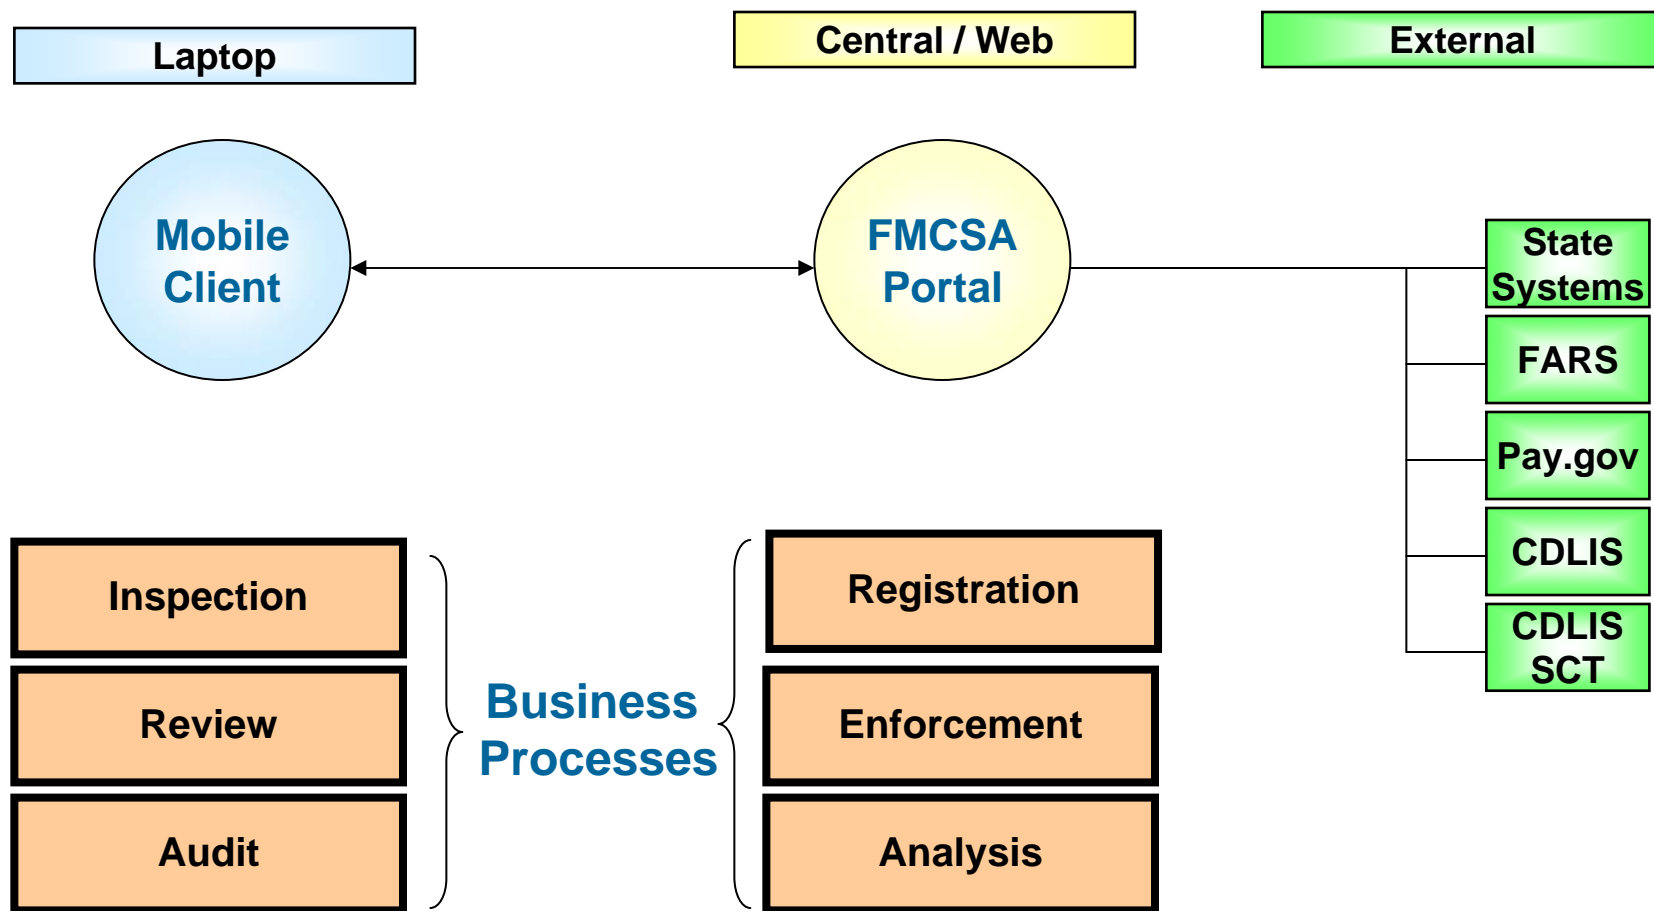 Laptop
Central / Web
External
Mobile
Client
FMCSA
Portal
State
Systems
FARS
Pay.gov
CDLIS
CDLIS
SCT
Inspection
Review
Audit
Business
Processes
Registration
Enforcement
Analysis